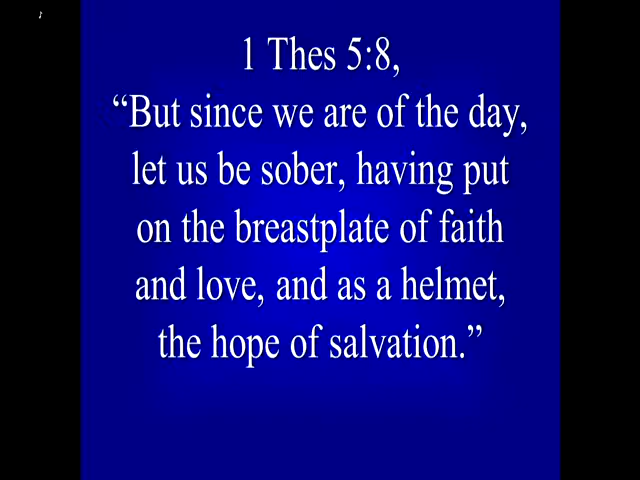 1 Thes 5:8,
“But since we are of the day,
let us be sober, having put
on the breastplate of faith
and love, and as a helmet,
the hope of salvation.”